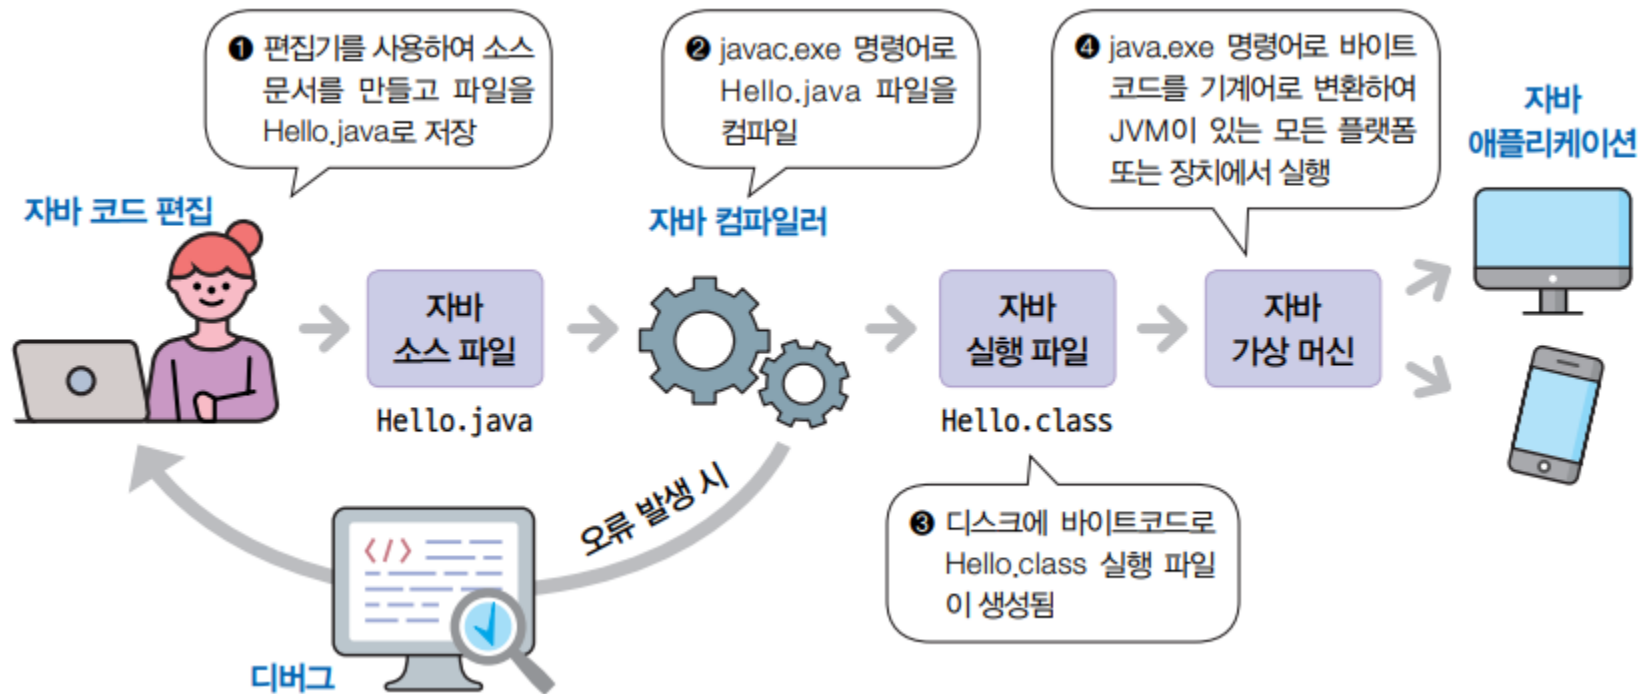 ❶ 편집기를 사용하여 소스
문서를 만들고 파일을
Hello.java로 저장
❷ javac.exe 명령어로
Hello.java 파일을
컴파일
❹ java.exe 명령어로 바이트
코드를 기계어로 변환하여
JVM이 있는 모든 플랫폼
또는 장치에서 실행
자바
애플리케이션
자바 코드 편집
자바 컴파일러
자바
소스 파일
Hello.java
자바
실행 파일
Hello.class
자바
가상 머신
오류 발생 시
❸ 디스크에 바이트코드로
Hello.class 실행 파일
이 생성됨
</>
디버그